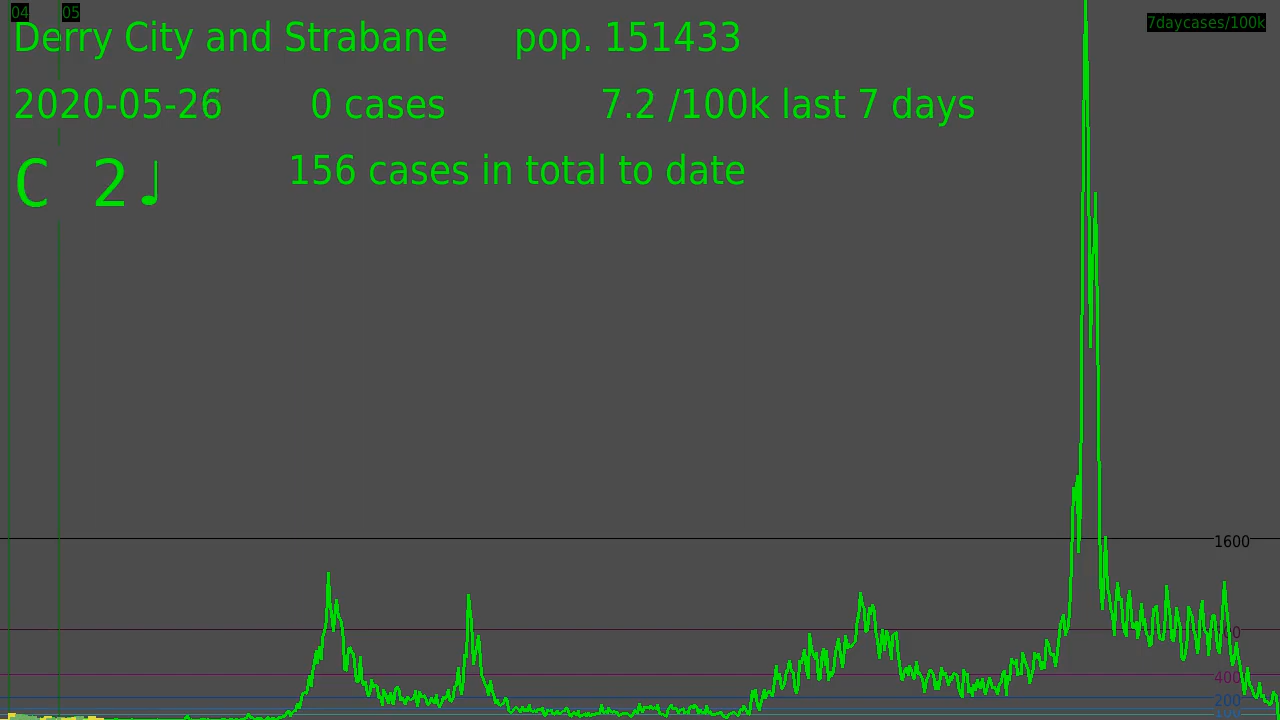 04 05
7daycases/100k
Derry City and Strabane pop. 151433
2020-05-26 0 cases 7.2 /100k last 7 days
C 2♩ 156 cases in total to date
1600
400
200